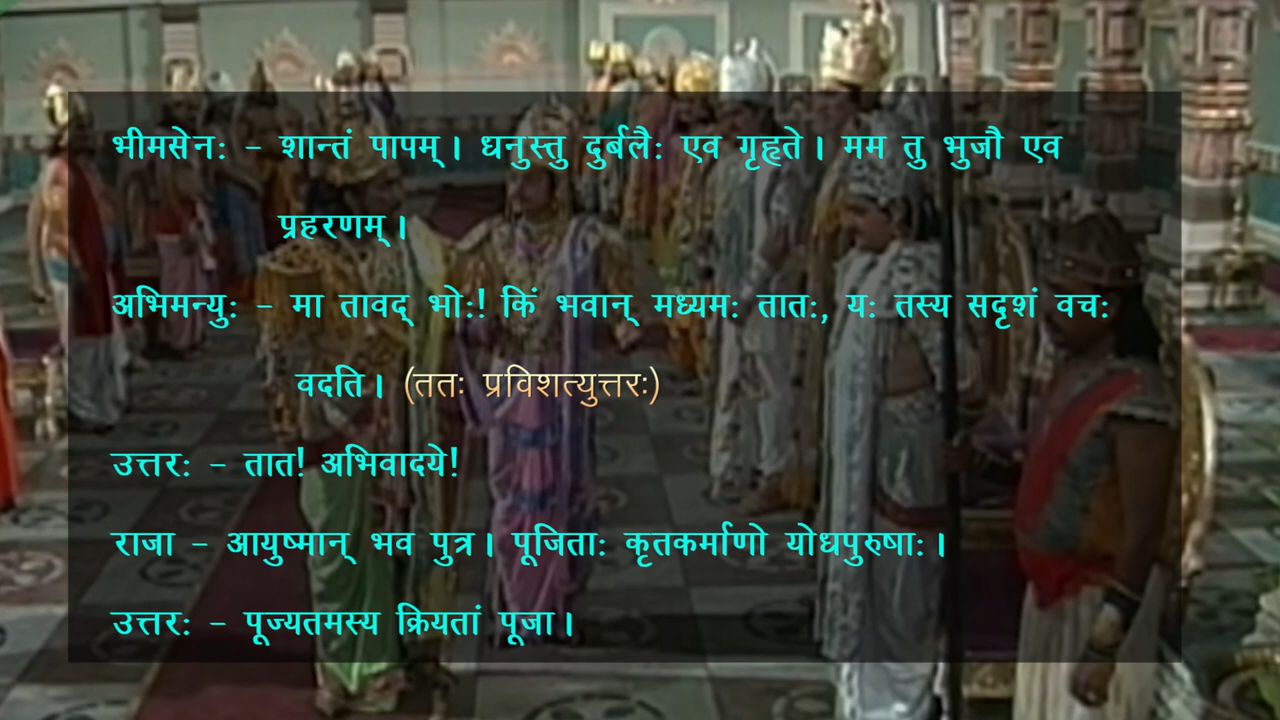 भीमसेनः – शान्तं पापम्। धनुस्तु दुर्बलैः एव गृह्यते। मम तु भुजौ एव
प्रहरणम्।
अभिमन्युः – मा तावद् भोः! किं भवान् मध्यमः तातः, यः तस्य सदृशं वचः
वदति। (ततः प्रविशत्युत्तरः)
उत्तरः – तात! अभिवादये!
राजा – आयुष्मान् भव पुत्र। पूजिताः कृतकर्माणो योधपुरुषाः।
उत्तरः – पूज्यतमस्य क्रियतां पूजा।